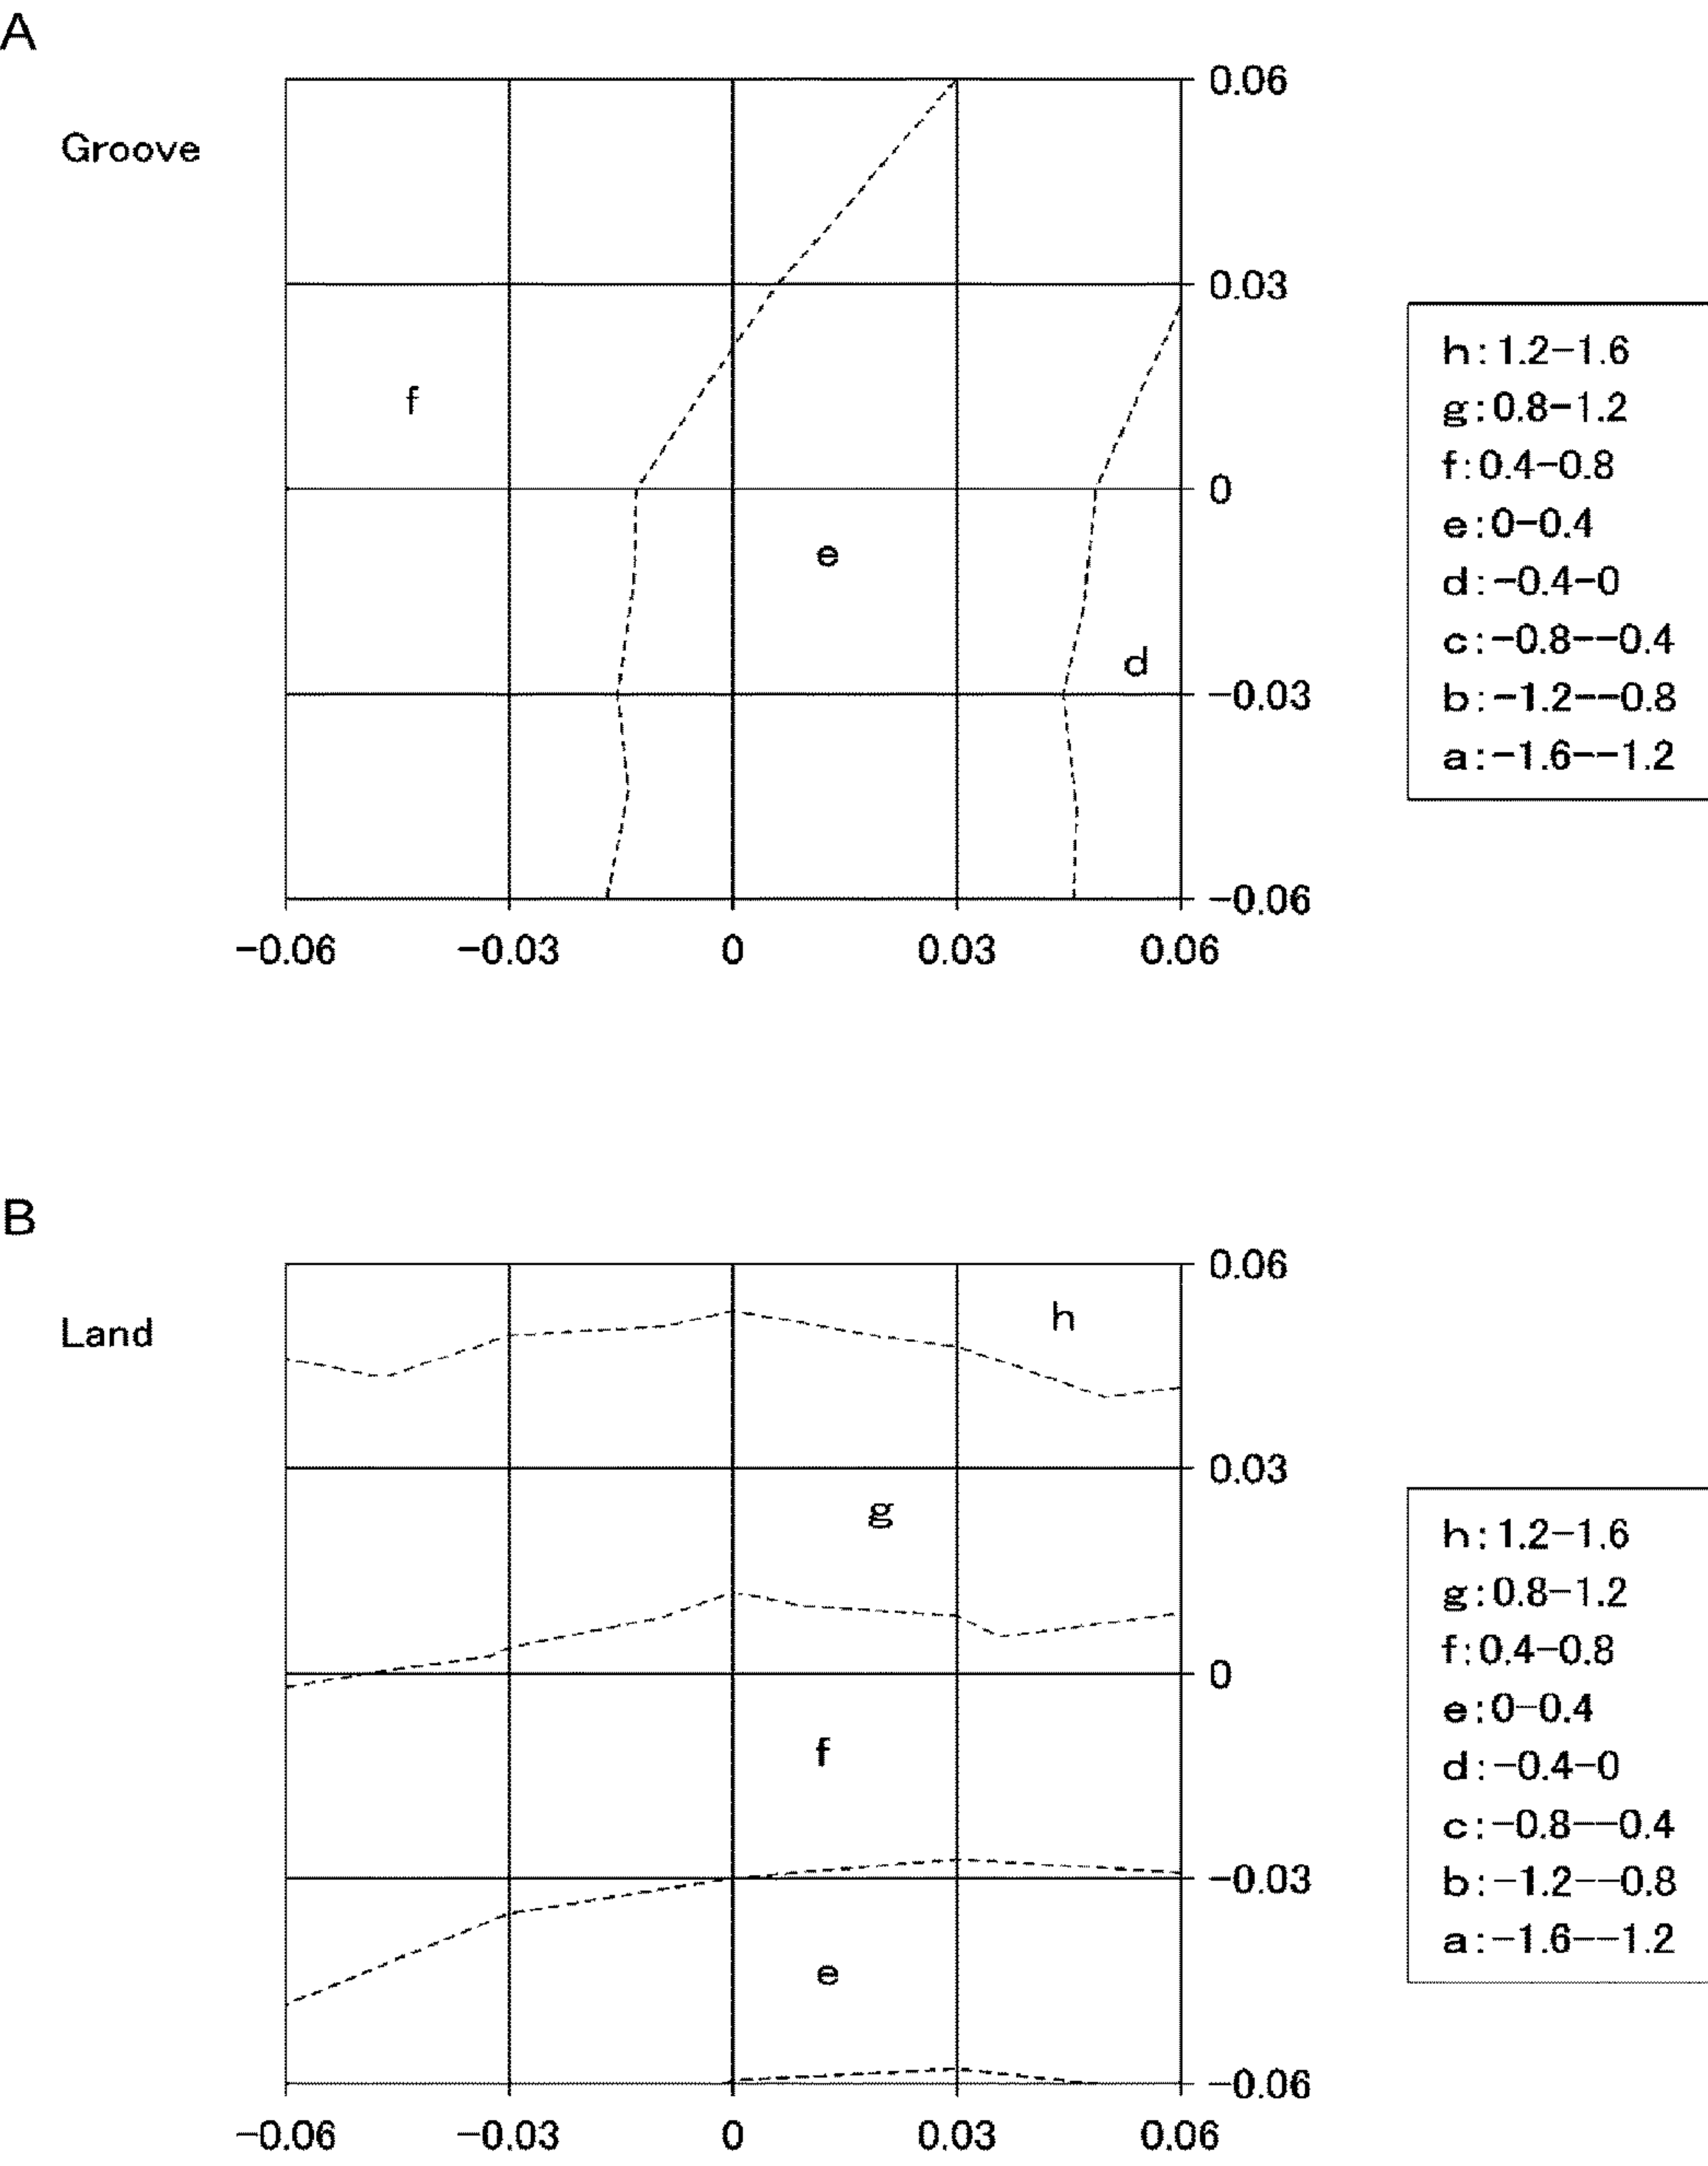 A
Groove
0.06
0.03
0
-0.03
-0.06
f
e
d
-0.06 -0.03 0 0.03 0.06
h:1.2-1.6
g:0.8-1.2
f:0.4-0.8
e:0-0.4
d:-0.4-0
c:-0.8--0.4
b:-1.2--0.8
a:-1.6--1.2
B
Land
0.06
0.03
0
-0.03
-0.06
h
g
f
e
-0.06 -0.03 0 0.03 0.06
h:1.2-1.6
g:0.8-1.2
f:0.4-0.8
e:0-0.4
d:-0.4-0
c:-0.8--0.4
b:-1.2--0.8
a:-1.6--1.2